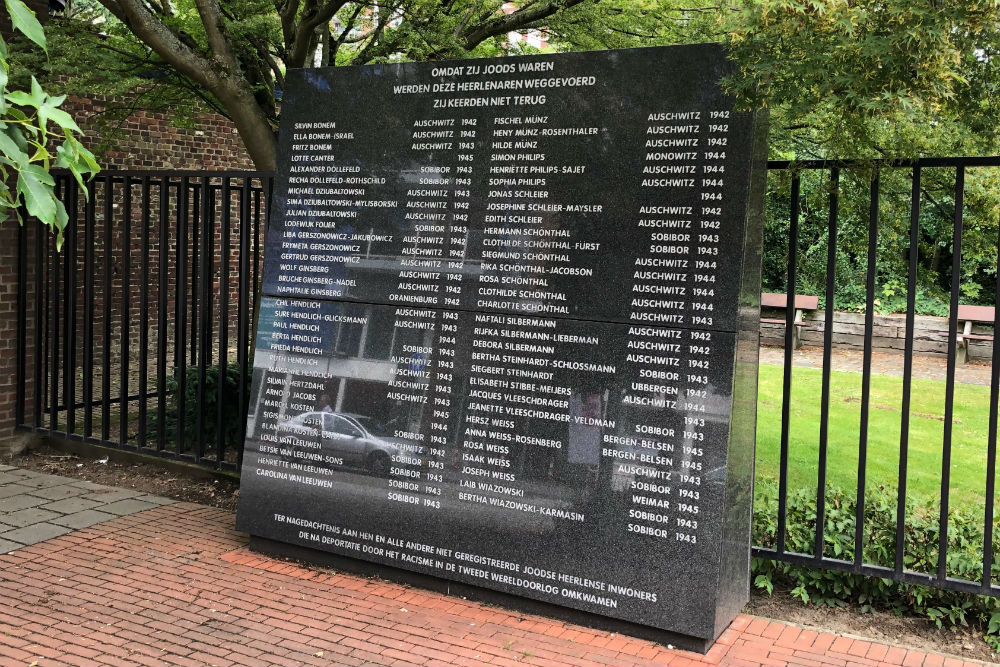 OMDAT ZIJ JOODS WAREN
WERDEN DEZE HEERLENAREN WEGGEVOERD
ZIJ KEERDEN NIET TERUG
SILVIN BONEM AUSCHWITZ 1942
ELLA BONEM-ISRAEL AUSCHWITZ 1942
FRITZ BONEM AUSCHWITZ 1943
LOTTE CANTER 1945
ALEXANDER DOLLEFELD SOBIBOR 1943
RECHA DOLLEFELD-ROTHSCHILD SOBIBOR 1943
MICHAEL DZIUBALTOWSKI AUSCHWITZ 1943
SIMA DZIUBALTOWSKI-MYLISBORSKI AUSCHWITZ 1942
JULIAN DZIUBALTOWSKI AUSCHWITZ 1942
LODEWIJK FOLIER SOBIBOR 1943
LIBA GERSZONOWICZ-JAKUBOWICZ AUSCHWITZ 1942
FRYMETA GERSZONOWICZ AUSCHWITZ 1942
GERTRUD GERSZONOWICZ AUSCHWITZ 1942
WOLF GINSBERG AUSCHWITZ 1942
BRUCHE GINSBERG-NADEL AUSCHWITZ 1942
NAPHTALIE GINSBERG ORANIENBURG 1942
CHIL HENDLICH AUSCHWITZ 1943
SURE HENDLICH-GLICKSMANN AUSCHWITZ 1943
PAUL HENDLICH 1944
BERTA HENDLICH SOBIBOR 1943
FRIEDA HENDLICH AUSCHWITZ 1943
RUTH HENDLICH AUSCHWITZ 1943
MARIANNE HENDLICH AUSCHWITZ 1943
SALLY HERTZDAHL AUSCHWITZ 1943
ARNOLD JACOBS 1945
MARCEL KOSTEN 1944
SIGISMON KOSTEN SOBIBOR 1943
BLANDINA KOSTEN AUSCHWITZ 1942
LOUIS VAN LEEUWEN SOBIBOR 1943
BETSIE VAN LEEUWEN-SONS SOBIBOR 1943
HENRIETTE VAN LEEUWEN SOBIBOR 1943
CAROLINA VAN LEEUWEN SOBIBOR 1943
FISCHEL MÜNZ AUSCHWITZ 1942
HENY MÜNZ-ROSENTHALER AUSCHWITZ 1942
HILDE MÜNZ AUSCHWITZ 1942
SIMON PHILIPS MONOWITZ 1944
HENRIETTE PHILIPS-SAJET AUSCHWITZ 1944
SOPHIA PHILIPS AUSCHWITZ 1944
JONAS SCHLEIER 1944
JOSEPHINE SCHLEIER-MAYSLER AUSCHWITZ 1942
EDITH SCHLEIER AUSCHWITZ 1942
HERMANN SCHÖNTHAL SOBIBOR 1943
CLOTHILDE SCHÖNTHAL-FÜRST SOBIBOR 1943
SIEGMUND SCHÖNTHAL AUSCHWITZ 1944
RIKA SCHÖNTHAL-JACOBSON AUSCHWITZ 1944
ROSA SCHÖNTHAL AUSCHWITZ 1944
CLOTHILDE SCHÖNTHAL AUSCHWITZ 1944
CHARLOTTE SCHÖNTHAL AUSCHWITZ 1943
NAFTALI SILBERMANN AUSCHWITZ 1942
RIJFKA SILBERMANN-LIEBERMAN AUSCHWITZ 1942
DEBORA SILBERMANN AUSCHWITZ 1942
BERTHA STEINHARDT-SCHLOSSMANN SOBIBOR 1943
SIEGBERT STEINHARDT UBBERGEN 1942
ELISABETH STIBBE-MEIJERS AUSCHWITZ 1944
JACQUES VLEESCHDRAGER 1943
JEANETTE VLEESCHDRAGER-VELDMAN SOBIBOR 1943
HERSZ WEISS BERGEN-BELSEN 1945
ANNA WEISS-ROSENBERG BERGEN-BELSEN 1945
ROSA WEISS AUSCHWITZ 1943
ISAAK WEISS SOBIBOR 1943
JOSEPH WEISS WEIMAR 1945
LAIB WIAZOWSKI SOBIBOR 1943
BERTHA WIAZOWSKI-KARMASIN SOBIBOR 1943
TER NAGEDACHTENIS AAN HEN EN ALLE ANDERE NIET GEREGISTREERDE JOODSE HEERLENSE INWONERS
DIE NA DEPORTATIE DOOR HET RACISME IN DE TWEEDE WERELDOORLOG OMKWAMEN